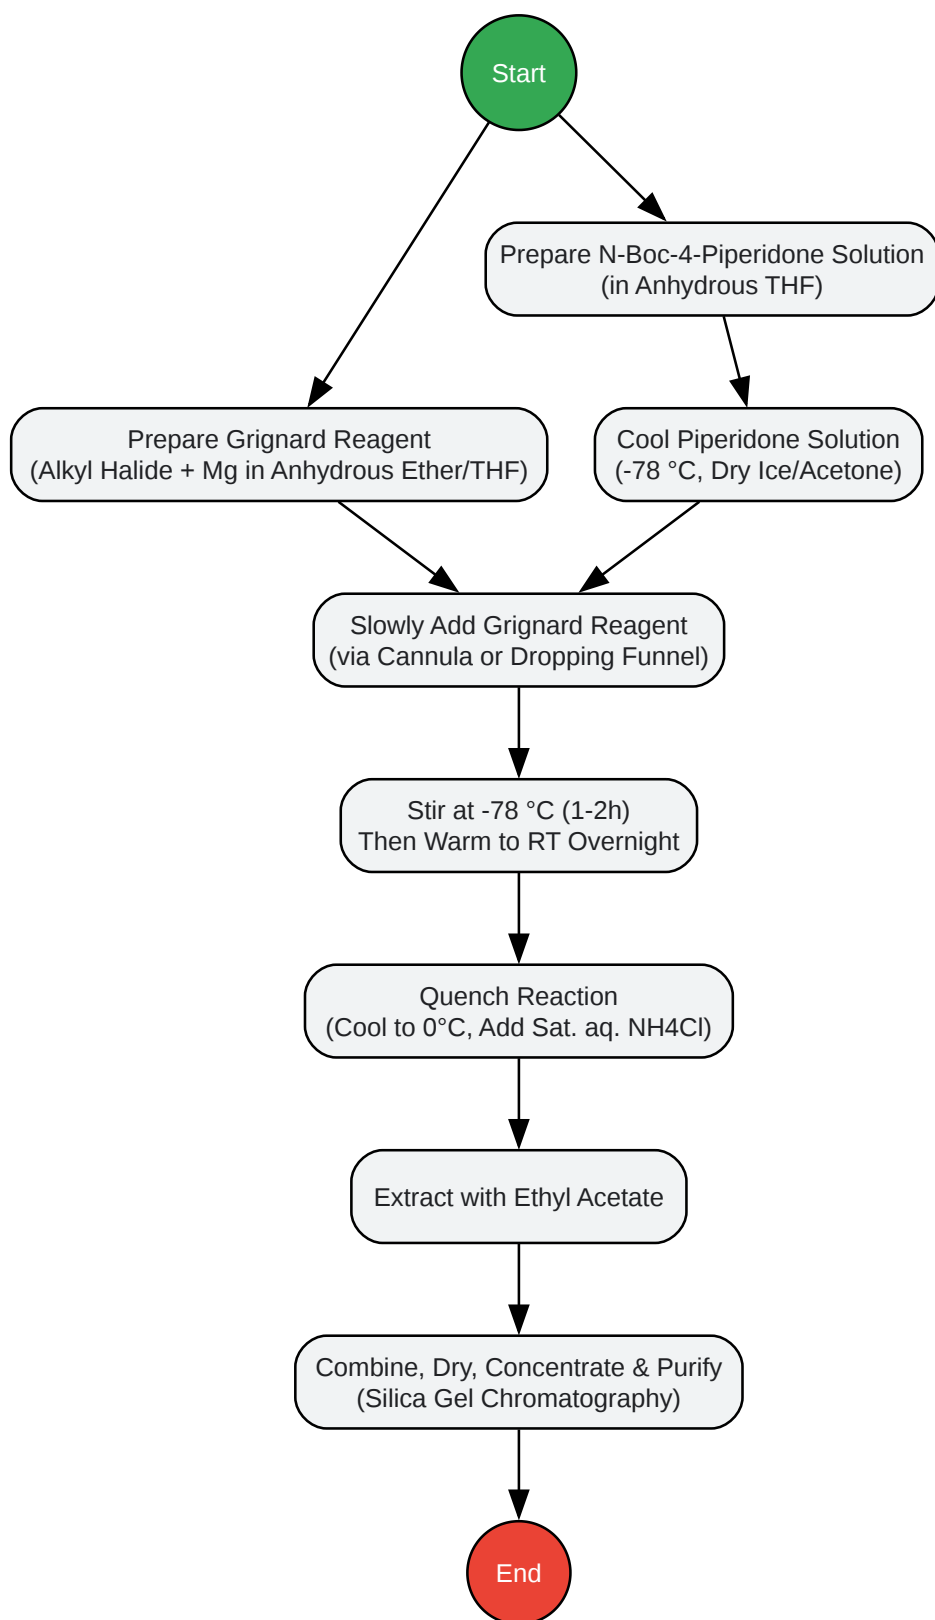 Start
Prepare N-Boc-4-Piperidone Solution
(in Anhydrous THF)
Prepare Grignard Reagent
(Alkyl Halide + Mg in Anhydrous Ether/THF)
Cool Piperidone Solution
(-78 °C, Dry Ice/Acetone)
Slowly Add Grignard Reagent
(via Cannula or Dropping Funnel)
Stir at -78 °C (1-2h)
Then Warm to RT Overnight
Quench Reaction
(Cool to 0°C, Add Sat. aq. NH4Cl)
Extract with Ethyl Acetate
Combine, Dry, Concentrate & Purify
(Silica Gel Chromatography)
End